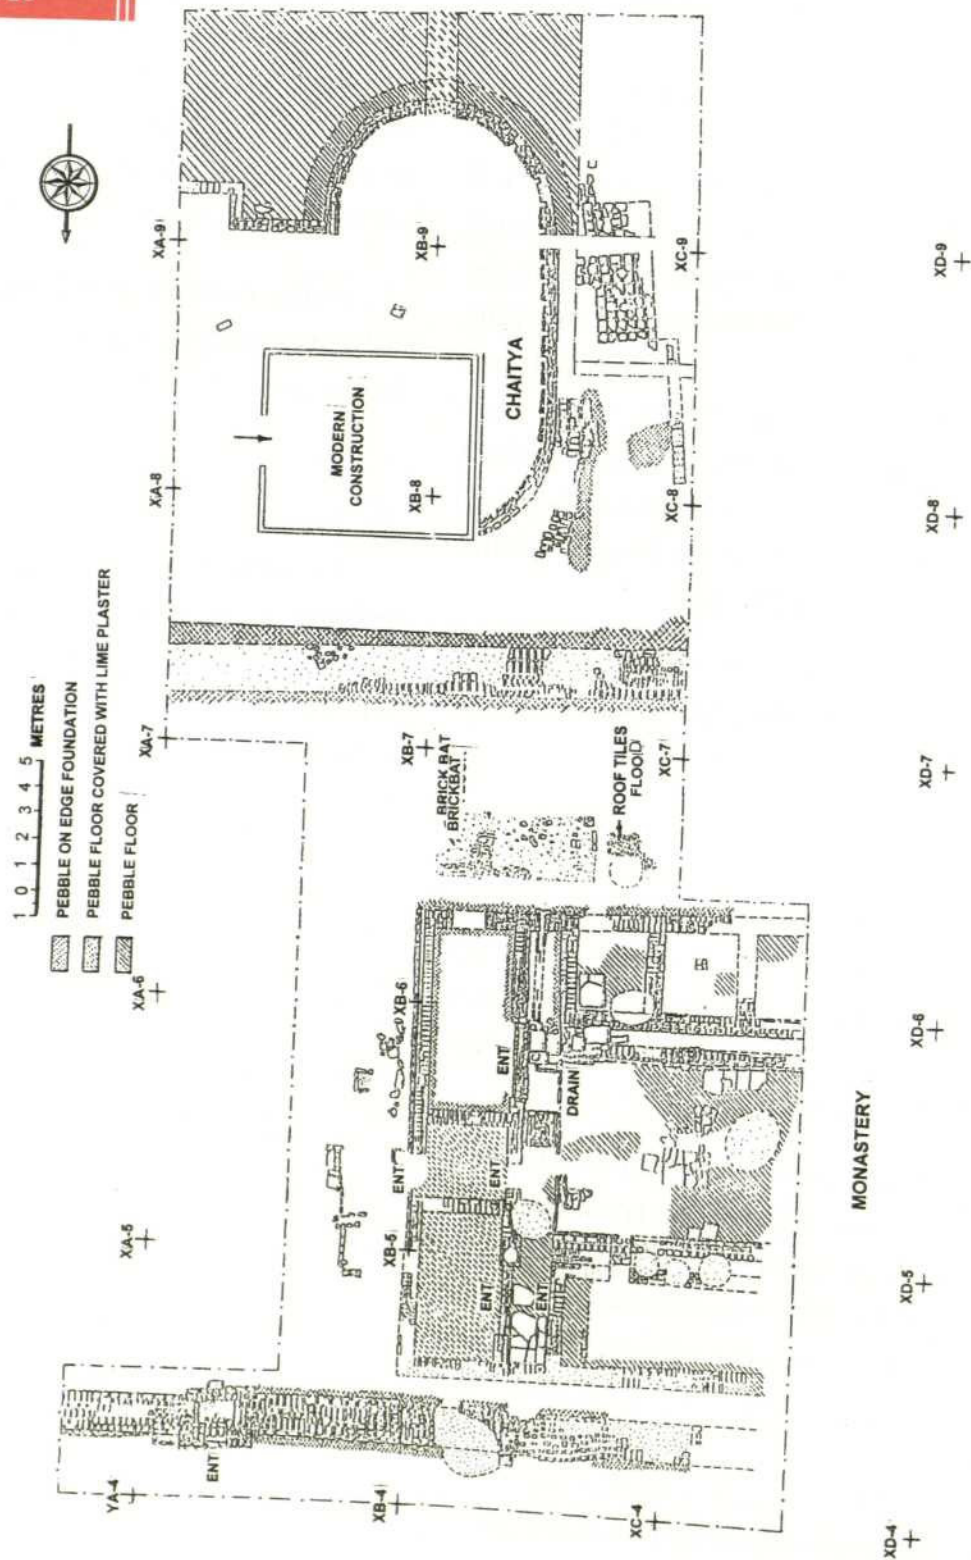 1 0 1 2 3 4 5 METRES
PEBBLE ON EDGE FOUNDATION
PEBBLE FLOOR COVERED WITH LIME PLASTER
PEBBLE FLOOR
YA-4
XA-5
XA-6
XA-7
XA-8
XA-9
ENT
XB-4
XB-5
ENT
XB-6
XB-7
BRICK BAT
BRICKBAT
XB-8
MODERN
CONSTRUCTION
XB-9
CHAITYA
C
ENT
ENT
ENT
ENT
DRAIN
ROOF TILES
FLOOD
XC-4
XC-7
XC-8
XC-9
MONASTERY
XD-4
XD-5
XD-6
XD-7
XD-8
XD-9